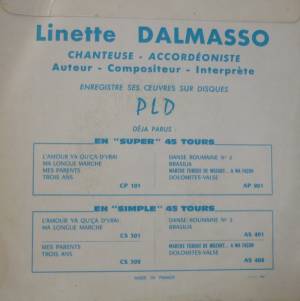 Linette DALMASSO
CHANTEUSE - ACCORDÉONISTE
Auteur - Compositeur - Interprète
ENREGISTRE SES ŒUVRES SUR DISQUES
PLD
DÉJA PARUS :
EN "SUPER" 45 TOURS
L'AMOUR YA QU'ÇA D'VRAI
MA LONGUE MARCHE
MES PARENTS
TROIS ANS
CP 101
DANSE ROUMAINE N° 2
BRASILIA
MARCHE TURQUE DE MOZART... A MA FAÇON
DOLOMITES-VALSE
AP 901
EN "SIMPLE" 45 TOURS
L'AMOUR YA QU'ÇA D'VRAI
MA LONGUE MARCHE
CS 501
DANSE ROUMAINE N° 2
BRASILIA
AS 401
MES PARENTS
TROIS ANS
CS 509
MARCHE TURQUE DE MOZART... A MA FAÇON
DOLOMITES-VALSE
AS 408
MADE IN FRANCE